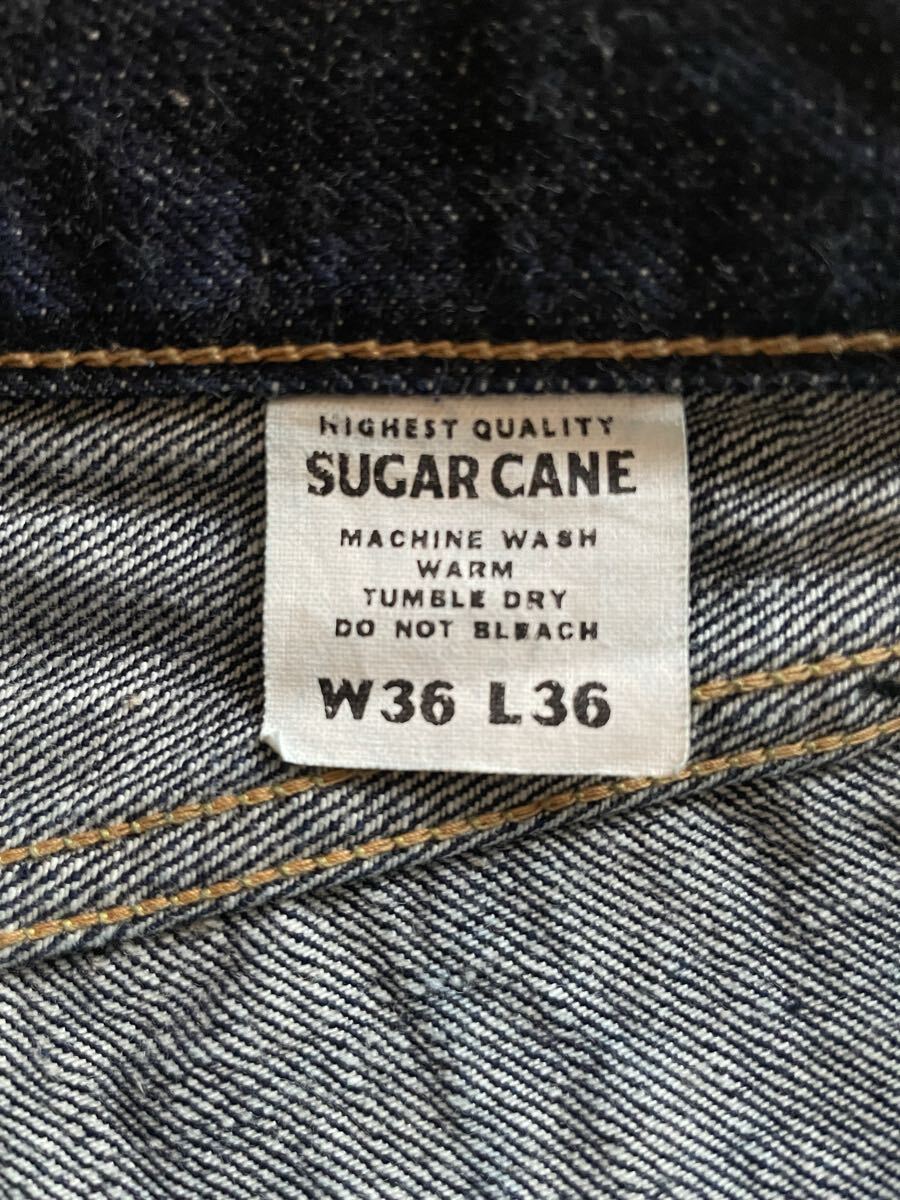 HIGHEST QUALITY
SUGAR CANE
MACHINE WASH
WARM
TUMBLE DRY
DO NOT BLEACH
W36 L36